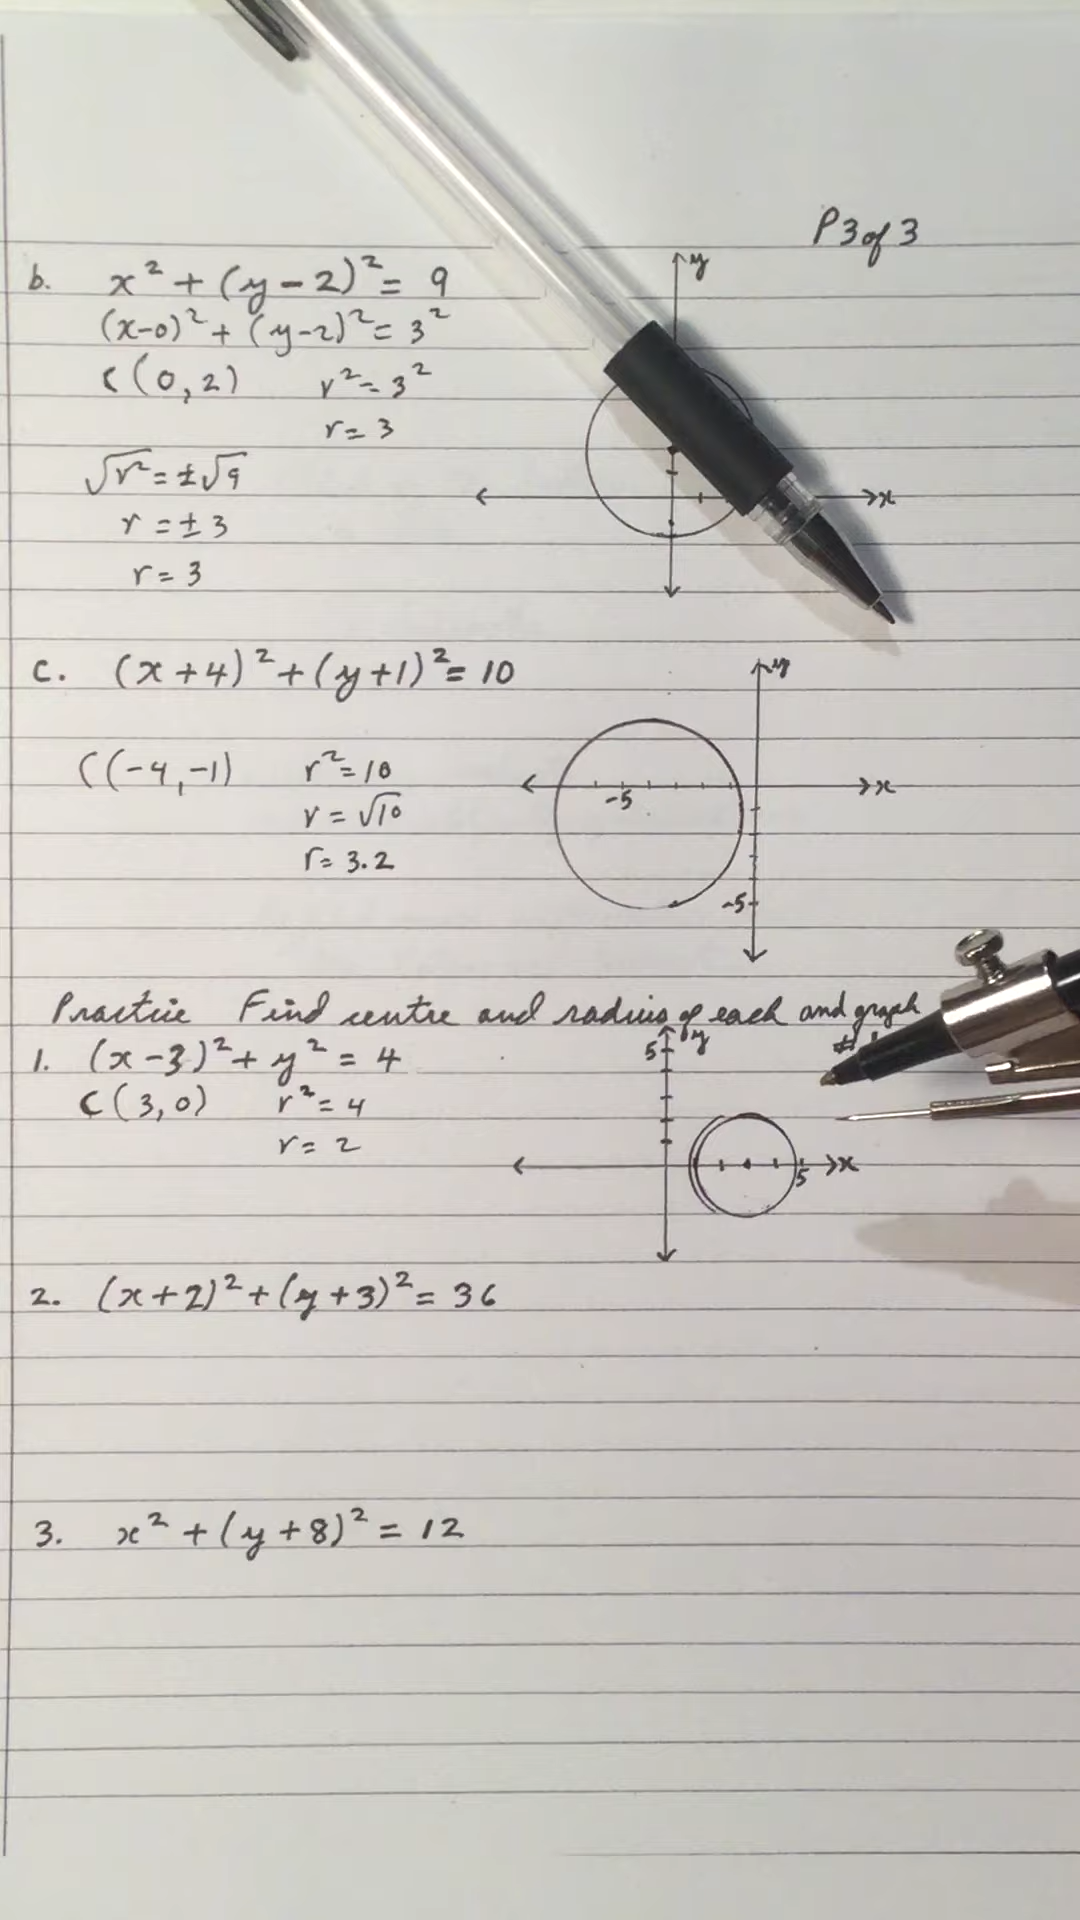 P3 of 3
b. x² + (y - 2)² = 9
(x-0)² + (y-2)² = 3²
C(0, 2) r² = 3²
r = 3
√r² = ±√9
r = ± 3
r = 3
y
x
c. (x + 4)² + (y + 1)² = 10
C(-4, -1) r² = 10
r = √10
r = 3.2
y
x
-5
-5
Practice Find centre and radius of each and graph
1. (x - 3)² + y² = 4
C(3, 0) r² = 4
r = 2
5
y
x
5
2. (x + 2)² + (y + 3)² = 36
3. x² + (y + 8)² = 12